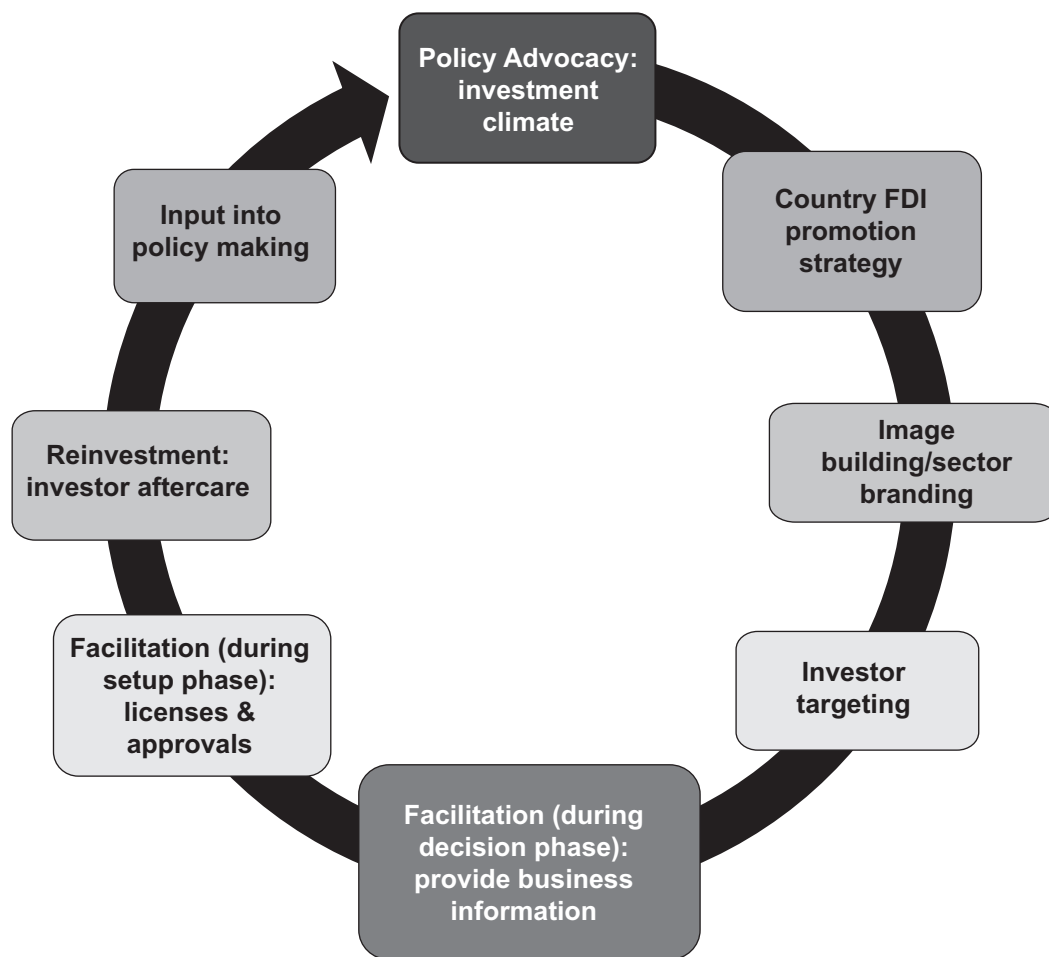 Policy Advocacy:
investment
climate
Country FDI
promotion
strategy
Image
building/sector
branding
Investor
targeting
Facilitation (during
decision phase):
provide business
information
Facilitation (during
setup phase):
licenses &
approvals
Reinvestment:
investor aftercare
Input into
policy making